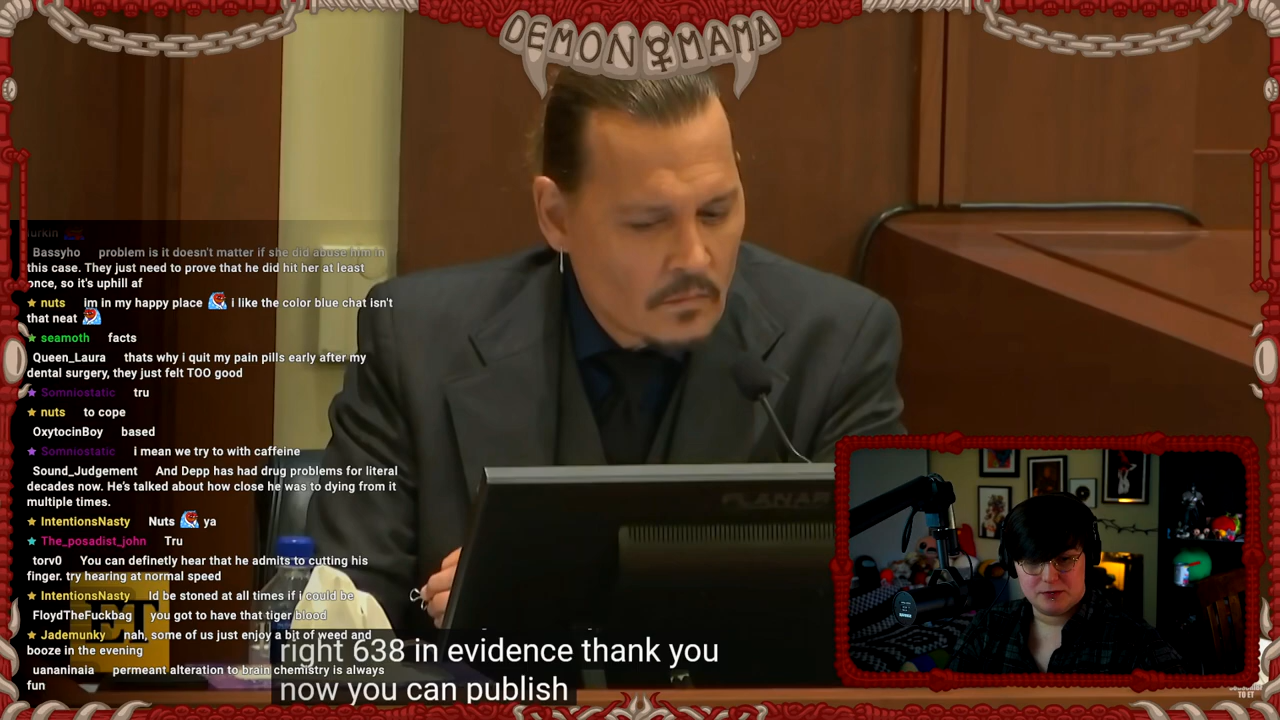 DEMON MAMA
lurkin
Bassyho problem is it doesn't matter if she did abuse him in
this case. They just need to prove that he did hit her at least
once, so it's uphill af
nuts im in my happy place i like the color blue chat isn't
that neat
seamoth facts
Queen_Laura thats why i quit my pain pills early after my
dental surgery, they just felt TOO good
Somniostatic tru
nuts to cope
OxytocinBoy based
Somniostatic i mean we try to with caffeine
Sound_Judgement And Depp has had drug problems for literal
decades now. He's talked about how close he was to dying from it
multiple times.
IntentionsNasty Nuts ya
The_posadist_john Tru
torv0 You can definetly hear that he admits to cutting his
finger. try hearing at normal speed
IntentionsNasty Id be stoned at all times if i could be
FloydTheFuckbag you got to have that tiger blood
Jademunky nah, some of us just enjoy a bit of weed and
booze in the evening
uananinaia permeant alteration to brain chemistry is always
fun
ET
PLANAR
right 638 in evidence thank you
now you can publish
TO ET